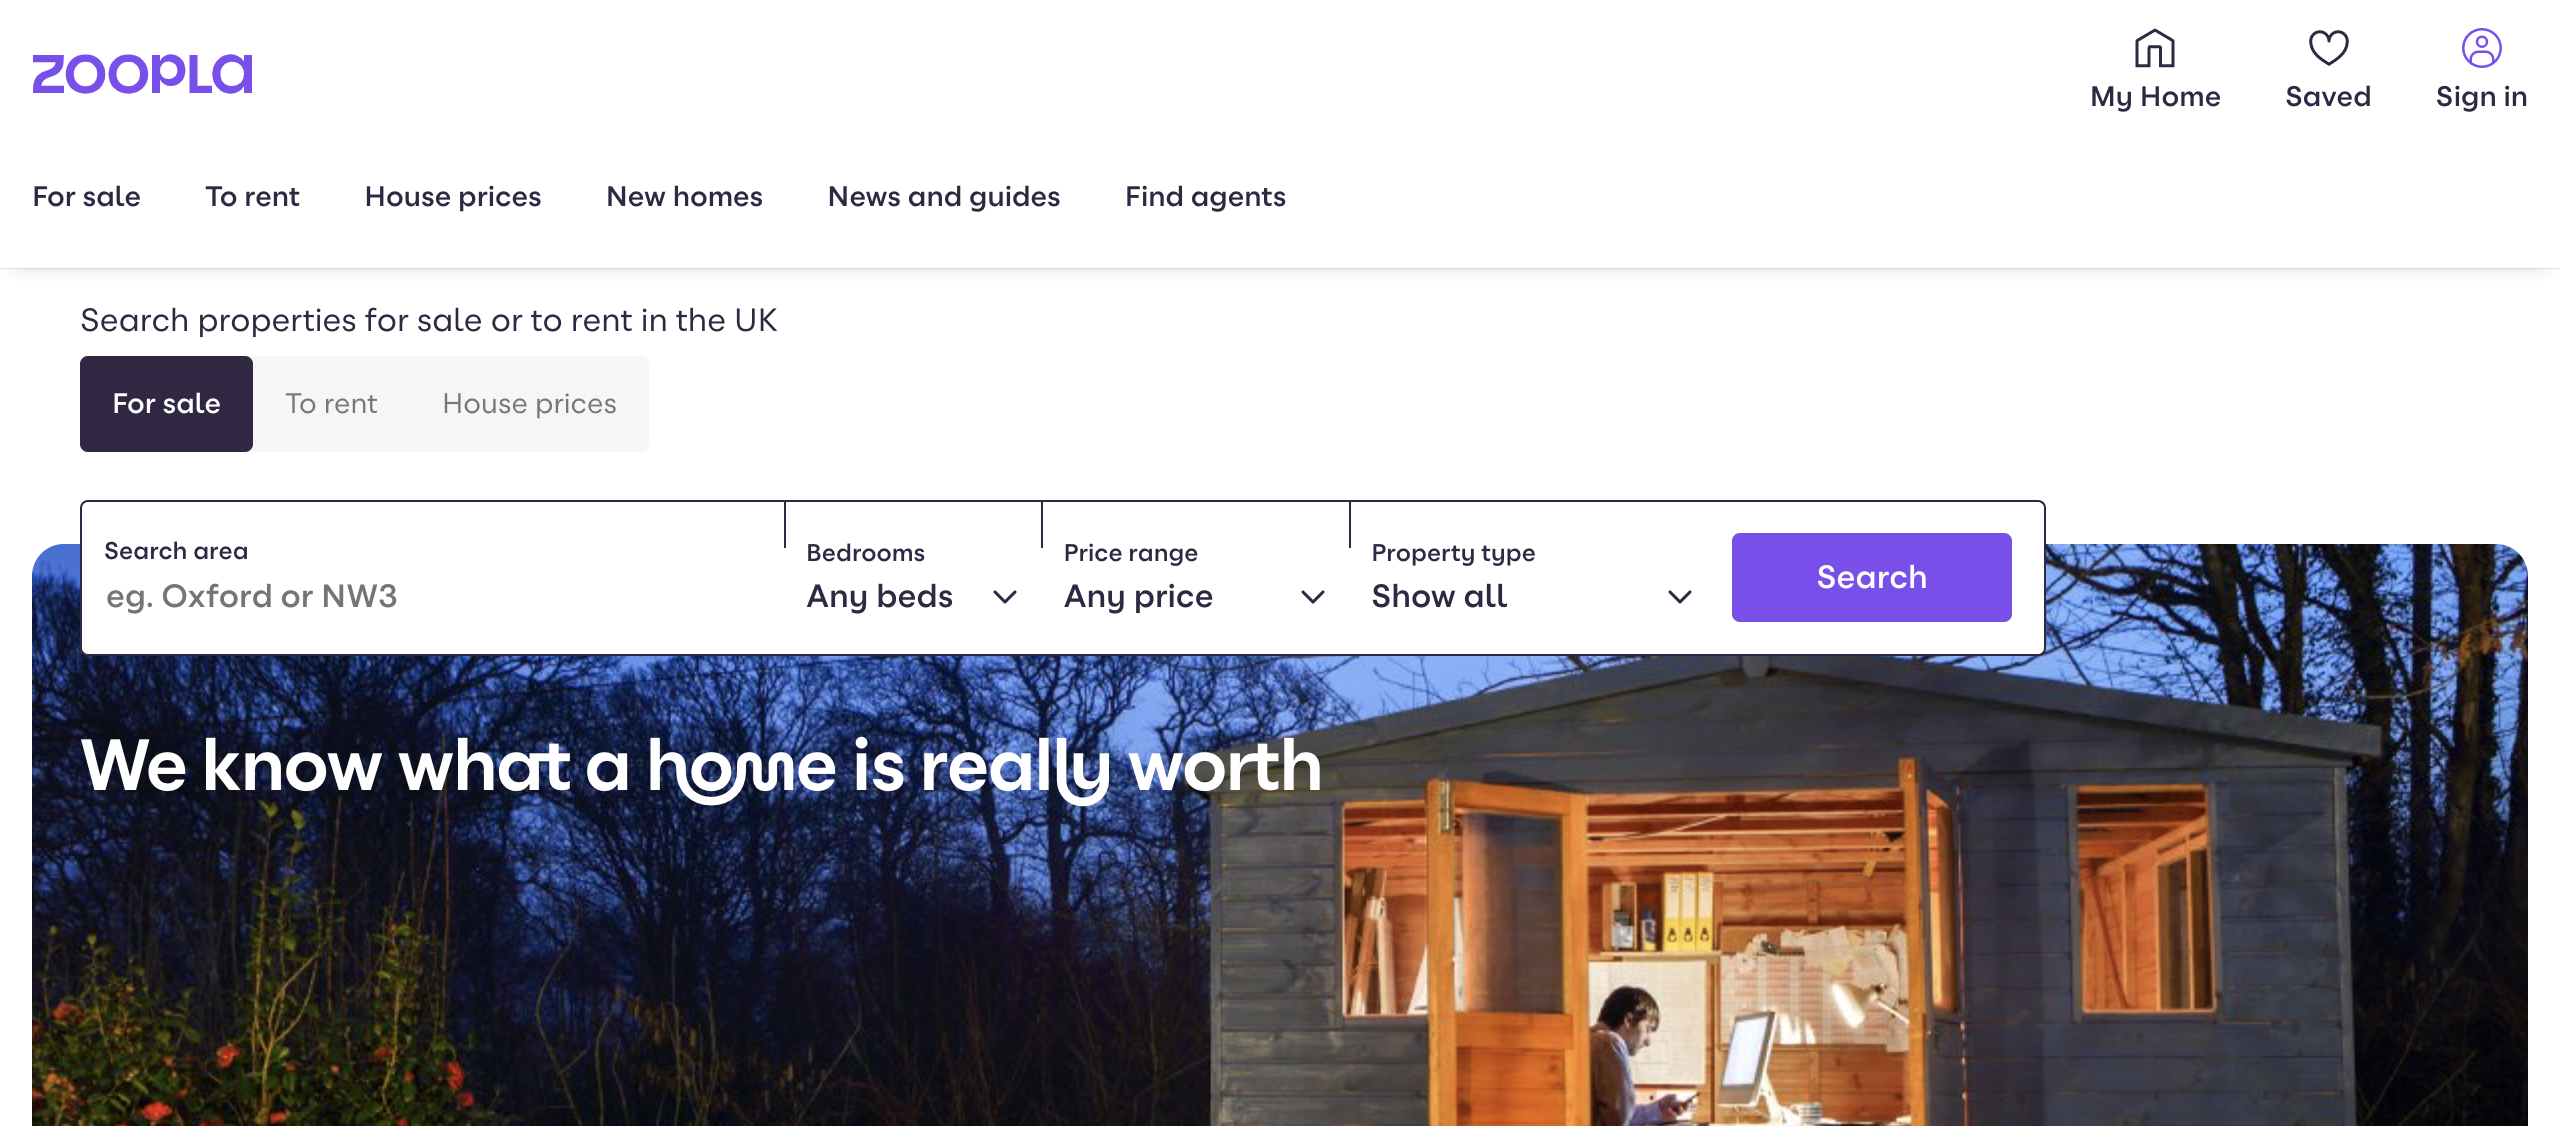 zoopla
My Home
Saved
Sign in
For sale
To rent
House prices
New homes
News and guides
Find agents
Search properties for sale or to rent in the UK
For sale
To rent
House prices
Search area
eg. Oxford or NW3
Bedrooms
Any beds
Price range
Any price
Property type
Show all
Search
We know what a home is really worth